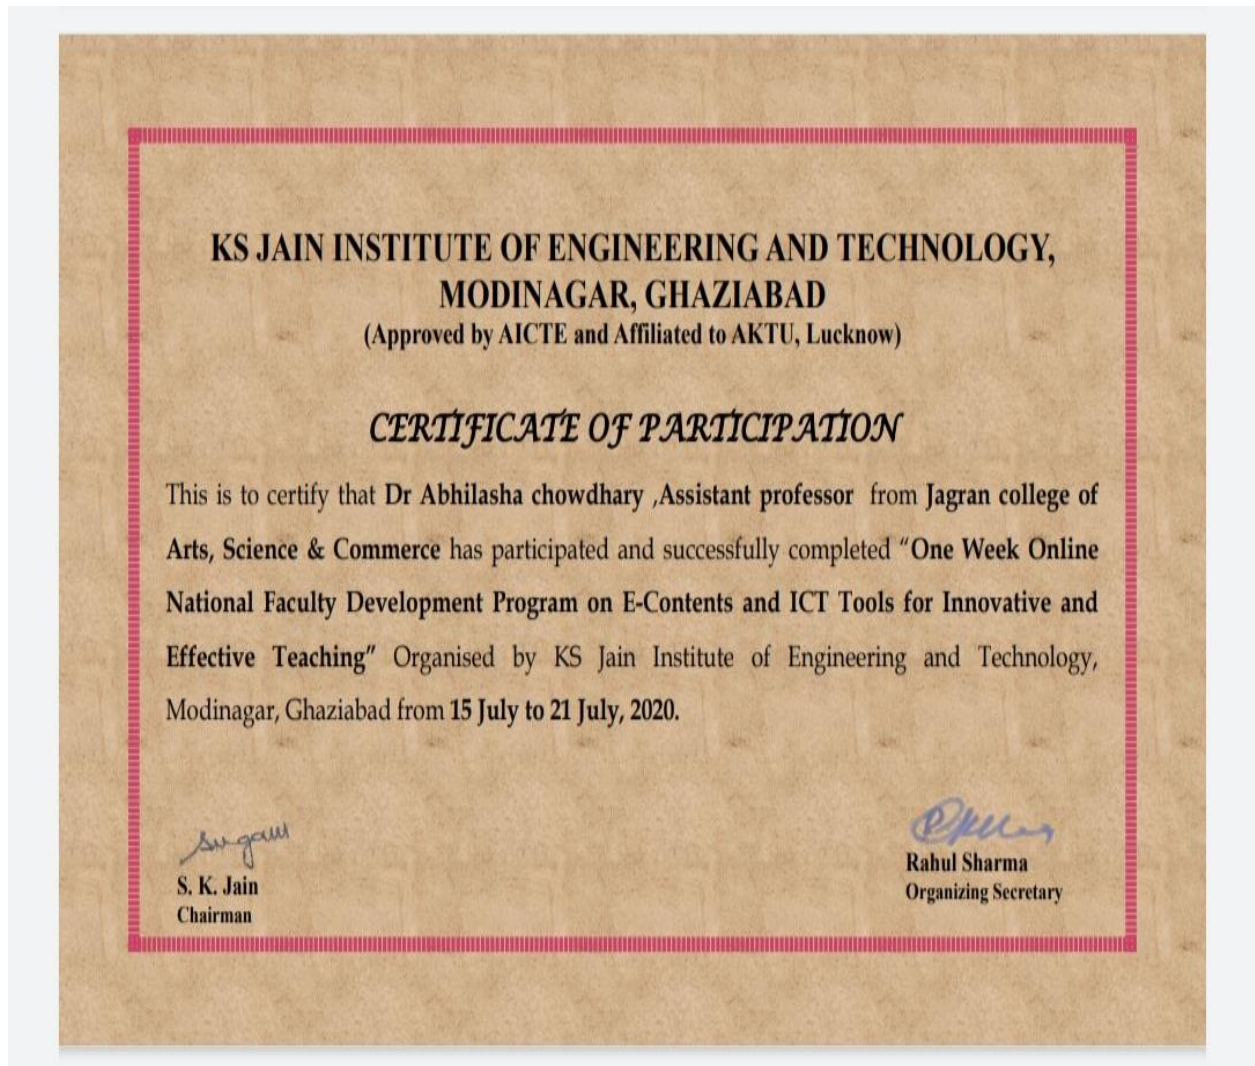 KS JAIN INSTITUTE OF ENGINEERING AND TECHNOLOGY,
MODINAGAR, GHAZIABAD
(Approved by AICTE and Affiliated to AKTU, Lucknow)
CERTIFICATE OF PARTICIPATION
This is to certify that Dr Abhilasha chowdhary ,Assistant professor from Jagran college of
Arts, Science & Commerce has participated and successfully completed “One Week Online
National Faculty Development Program on E-Contents and ICT Tools for Innovative and
Effective Teaching” Organised by KS Jain Institute of Engineering and Technology,
Modinagar, Ghaziabad from 15 July to 21 July, 2020.
S. K. Jain
Chairman
Rahul Sharma
Organizing Secretary